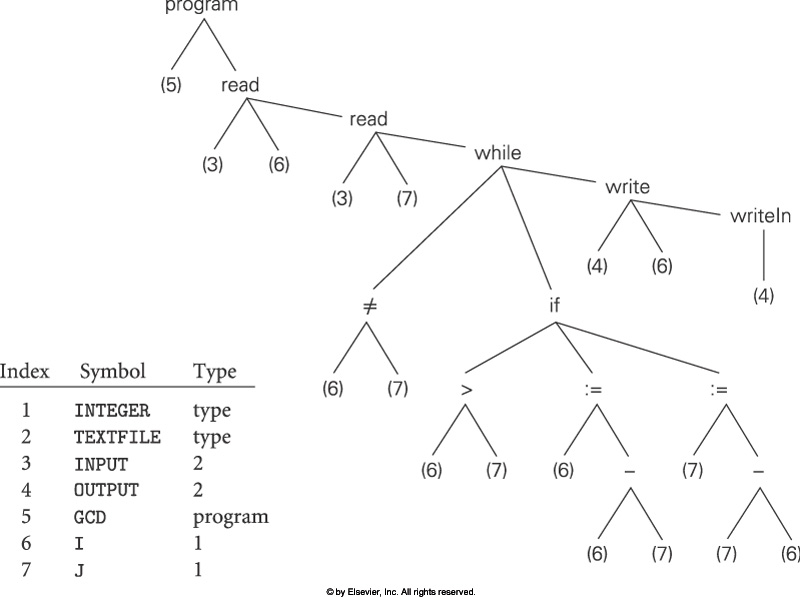 program
(5) read
read
(3) (6)
while
(3) (7)
write
writeln
(4) (6)
(4)
≠ if
Index Symbol Type
(6) (7) > := :=
1 INTEGER type
2 TEXTFILE type
3 INPUT 2
(6) (7) (6) – (7) –
4 OUTPUT 2
5 GCD program
6 I 1
(6) (7) (7) (6)
7 J 1
© by Elsevier, Inc. All rights reserved.